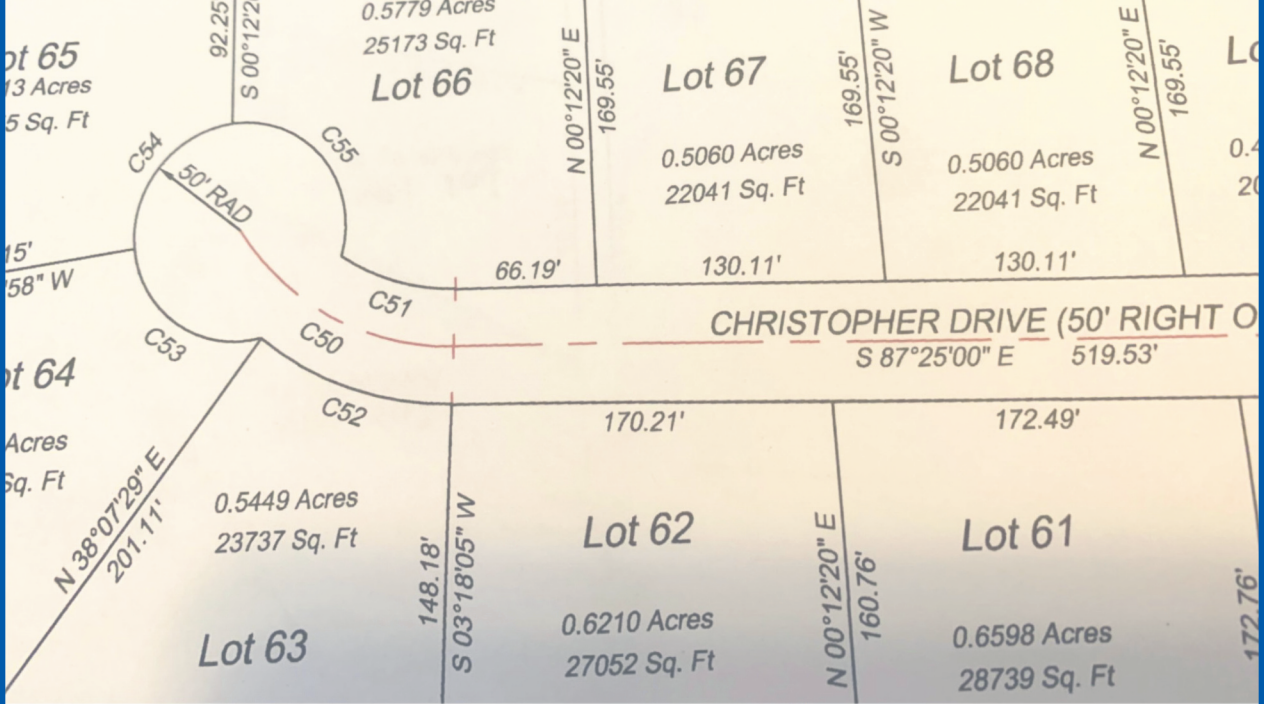 92.25
S 00°12'2
0.5779 Acres
25173 Sq. Ft
Lot 66
ot 65
13 Acres
5 Sq. Ft
C54
C55
50' RAD
N 00°12'20" E
169.55'
Lot 67
0.5060 Acres
22041 Sq. Ft
169.55'
S 00°12'20" W
Lot 68
0.5060 Acres
22041 Sq. Ft
N 00°12'20" E
169.55'
Lo
0.4
20
15'
'58" W
66.19'
130.11'
130.11'
C51
C50
C53
C52
CHRISTOPHER DRIVE (50' RIGHT O
S 87°25'00" E 519.53'
170.21'
172.49'
ot 64
Acres
Sq. Ft
N 38°07'29" E
201.11'
0.5449 Acres
23737 Sq. Ft
Lot 63
148.18'
S 03°18'05" W
Lot 62
0.6210 Acres
27052 Sq. Ft
N 00°12'20" E
160.76'
Lot 61
0.6598 Acres
28739 Sq. Ft
172.76'